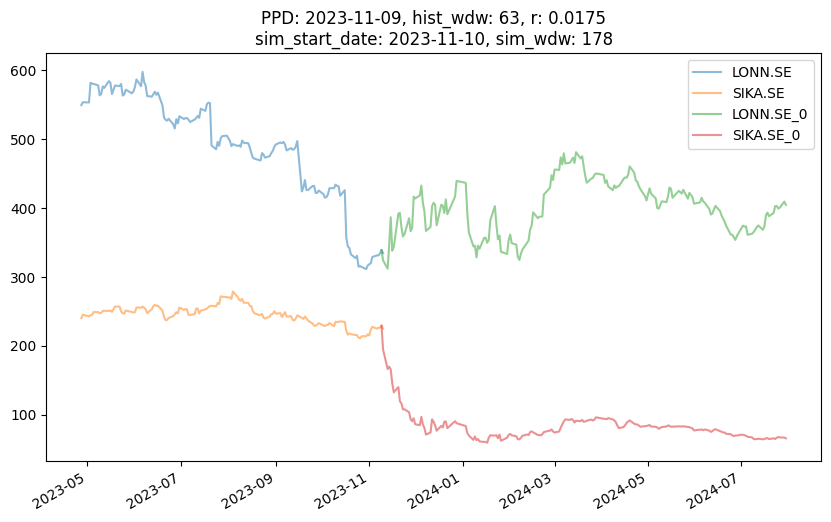 PPD: 2023-11-09, hist_wdw: 63, r: 0.0175
sim_start_date: 2023-11-10, sim_wdw: 178
LONN.SE
SIKA.SE
LONN.SE_0
SIKA.SE_0
600
500
400
300
200
100
2023-05
2023-07
2023-09
2023-11
2024-01
2024-03
2024-05
2024-07